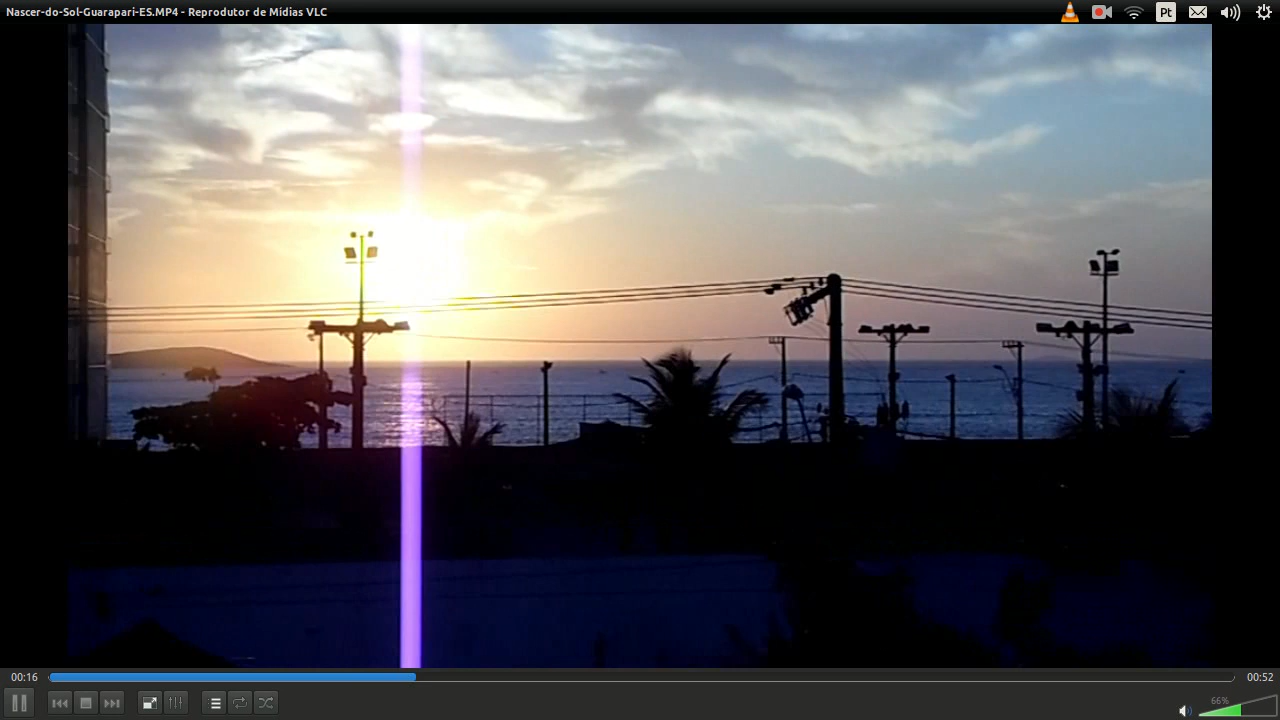 Nascer-do-Sol-Guarapari-ES.MP4 - Reprodutor de Mídias VLC
Pt
00:16
00:52
66%